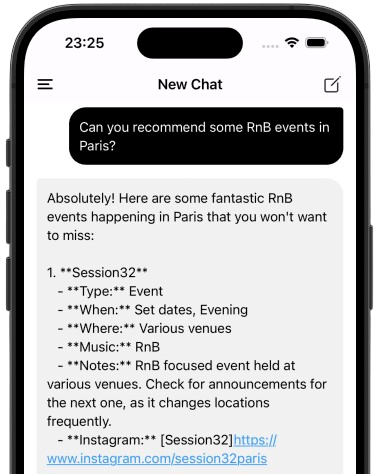 23:25
New Chat
Can you recommend some RnB events in
Paris?
Absolutely! Here are some fantastic RnB
events happening in Paris that you won't want
to miss:
1. **Session32**
- **Type:** Event
- **When:** Set dates, Evening
- **Where:** Various venues
- **Music:** RnB
- **Notes:** RnB focused event held at
various venues. Check for announcements for
the next one, as it changes locations
frequently.
- **Instagram:** [Session32]https://
www.instagram.com/session32paris